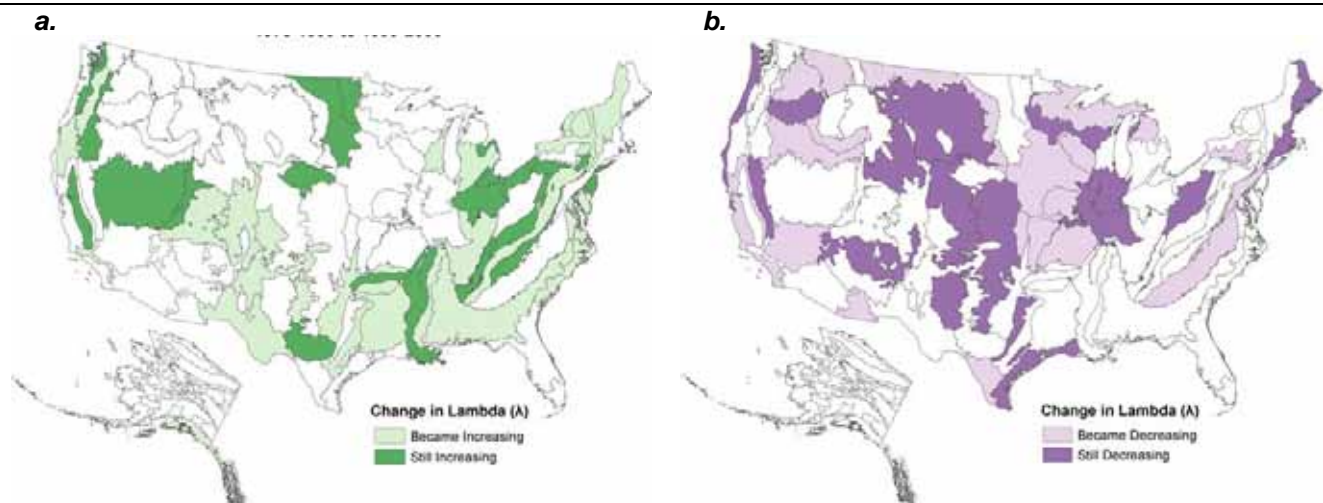 a.
b.
Change in Lambda (λ)
Became Increasing
Still Increasing
Change in Lambda (λ)
Became Decreasing
Still Decreasing